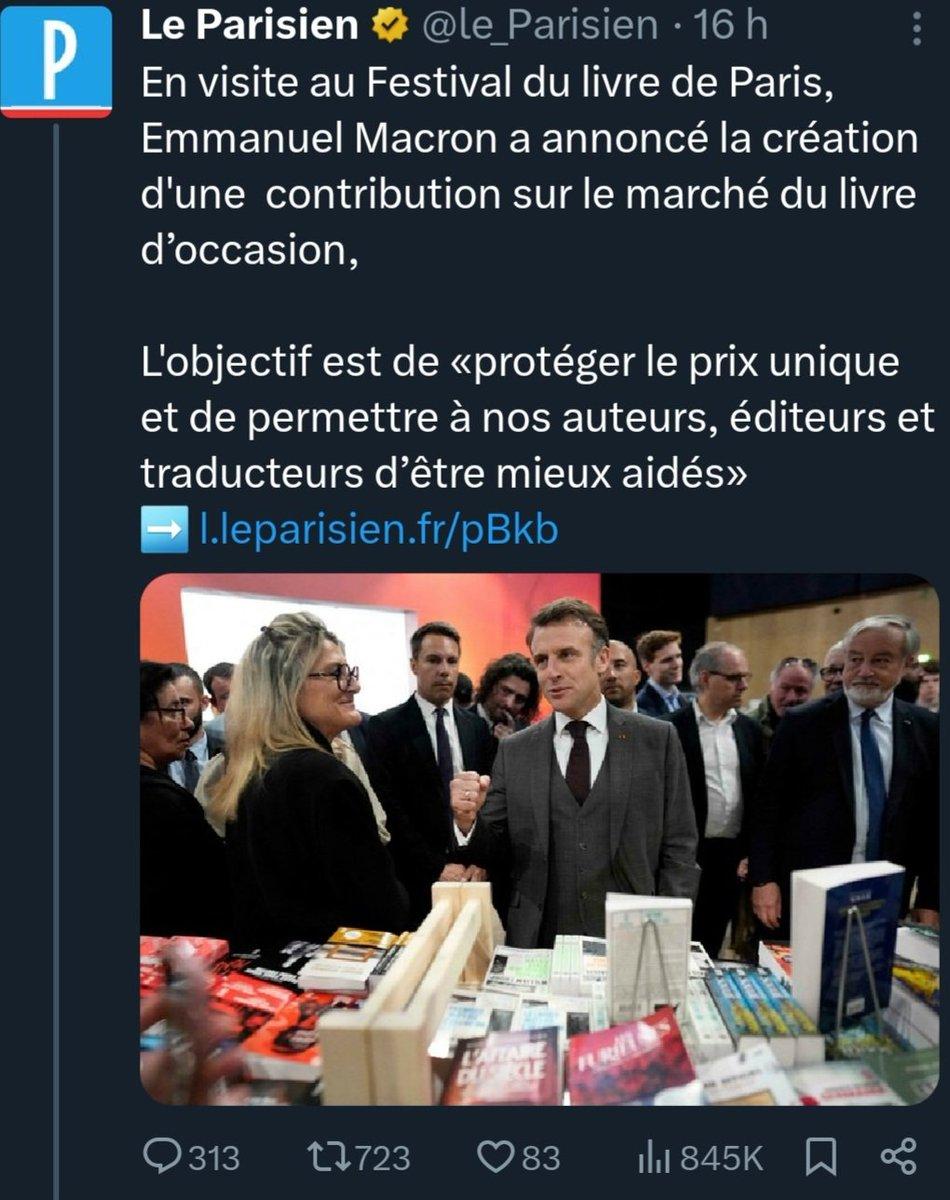 Le Parisien @le_Parisien · 16 h
En visite au Festival du livre de Paris,
Emmanuel Macron a annoncé la création
d'une  contribution sur le marché du livre
d’occasion,
L'objectif est de «protéger le prix unique
et de permettre à nos auteurs, éditeurs et
traducteurs d’être mieux aidés»
➡️ l.leparisien.fr/pBkb
L'AFFAIRE
DU SIÈCLE
313 723 83 845K